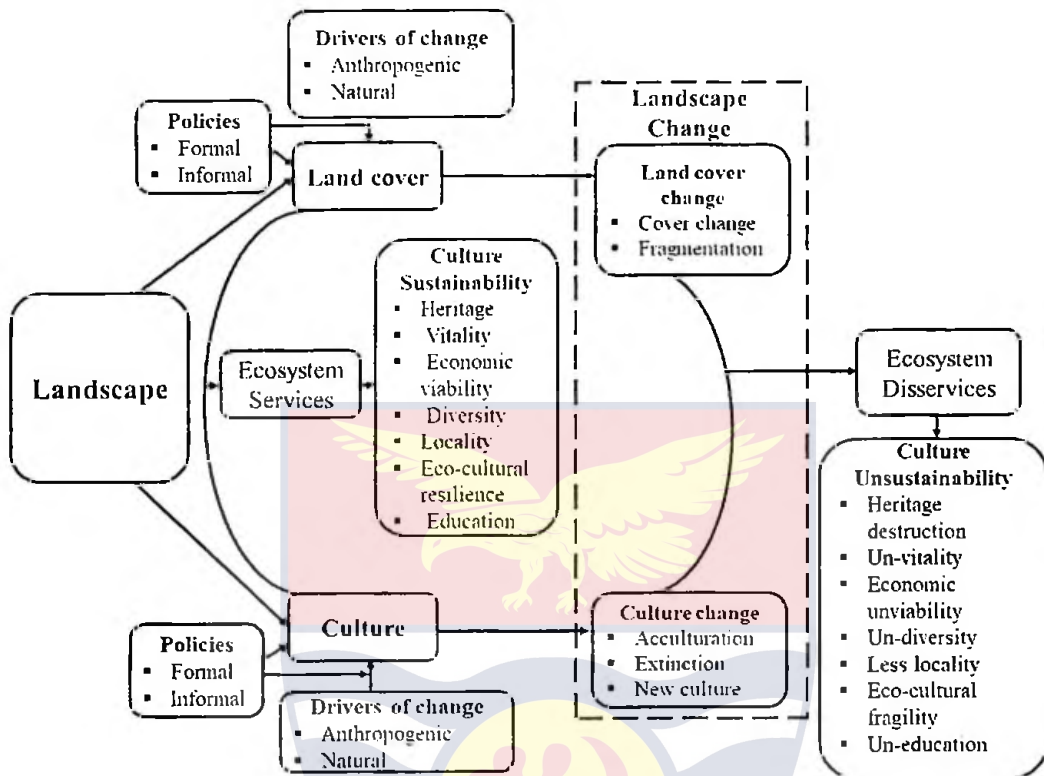 Drivers of change
▪ Anthropogenic
▪ Natural
Policies
▪ Formal
▪ Informal
Land cover
Landscape
Change
Land cover
change
▪ Cover change
▪ Fragmentation
Culture
Sustainability
▪ Heritage
▪ Vitality
▪ Economic
viability
▪ Diversity
▪ Locality
▪ Eco-cultural
resilience
▪ Education
Landscape
Ecosystem
Services
Ecosystem
Disservices
Culture
Unsustainability
▪ Heritage
destruction
▪ Un-vitality
▪ Economic
unviability
▪ Un-diversity
▪ Less locality
▪ Eco-cultural
fragility
▪ Un-education
Culture
Culture change
▪ Acculturation
▪ Extinction
▪ New culture
Policies
▪ Formal
▪ Informal
Drivers of change
▪ Anthropogenic
▪ Natural